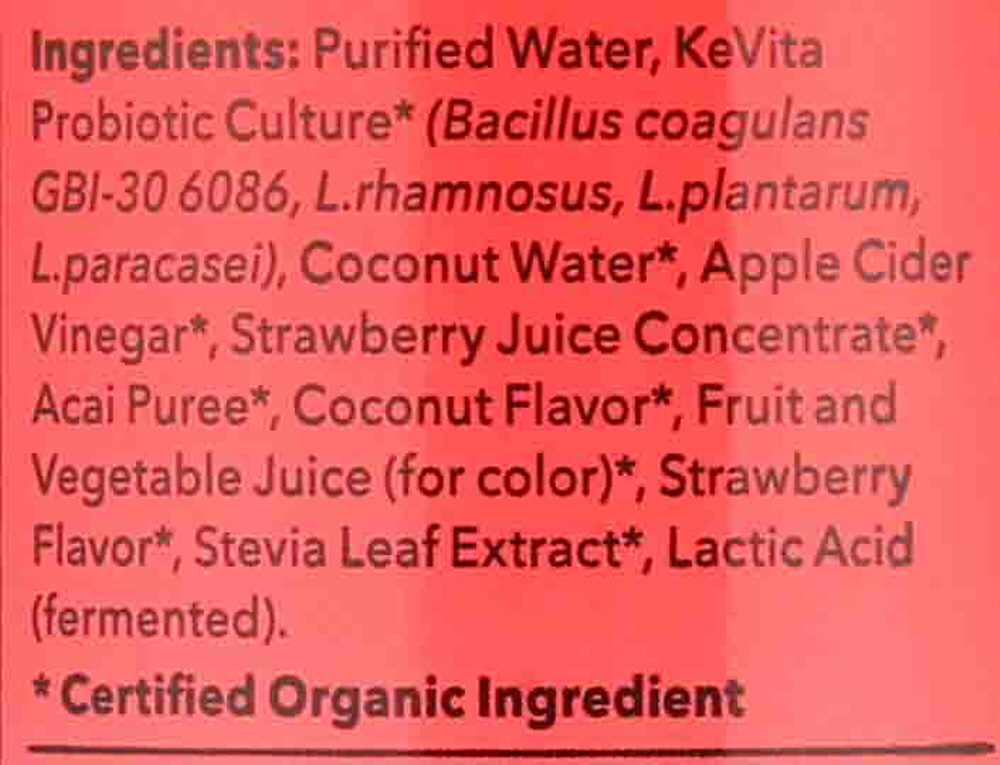 Ingredients: Purified Water, KeVita
Probiotic Culture* (Bacillus coagulans
GBI-30 6086, L.rhamnosus, L.plantarum,
L.paracasei), Coconut Water*, Apple Cider
Vinegar*, Strawberry Juice Concentrate*,
Acai Puree*, Coconut Flavor*, Fruit and
Vegetable Juice (for color)*, Strawberry
Flavor*, Stevia Leaf Extract*, Lactic Acid
(fermented).
*Certified Organic Ingredient